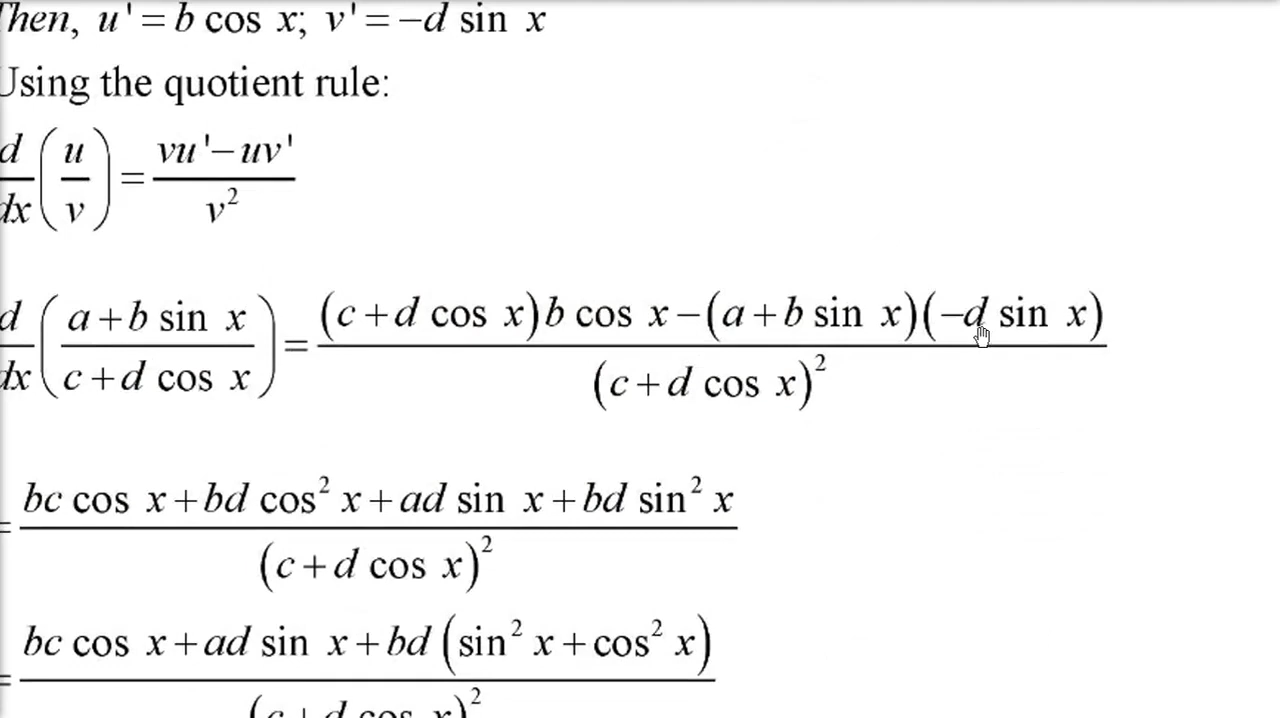 Then, u' = b cos x; v' = −d sin x
Using the quotient rule:
d/dx (u/v) = (vu' − uv') / v²
d/dx ((a + b sin x) / (c + d cos x)) = ((c + d cos x) b cos x − (a + b sin x)(−d sin x)) / (c + d cos x)²
= (bc cos x + bd cos² x + ad sin x + bd sin² x) / (c + d cos x)²
= (bc cos x + ad sin x + bd (sin² x + cos² x)) / (c + d cos x)²